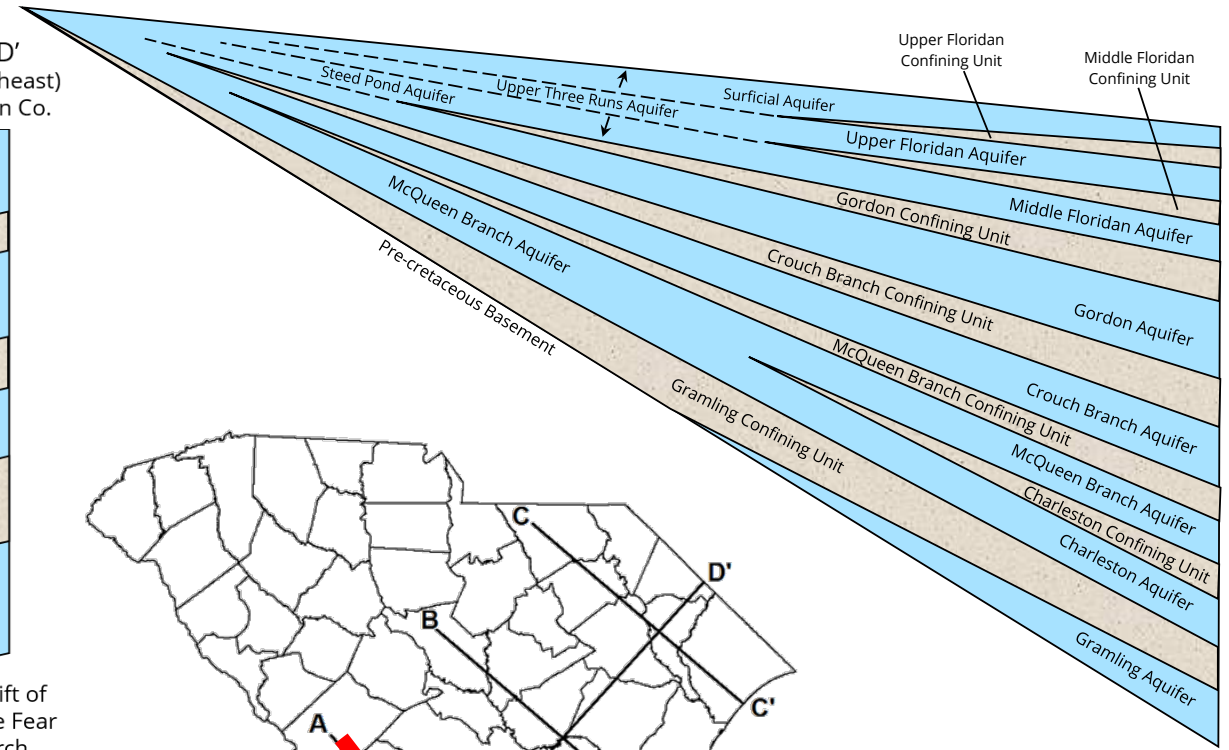 D’
heast)
n Co.
Upper Floridan
Confining Unit
Middle Floridan
Confining Unit
Steed Pond Aquifer
Upper Three Runs Aquifer
Surficial Aquifer
Upper Floridan Aquifer
Middle Floridan Aquifer
Gordon Confining Unit
Gordon Aquifer
Crouch Branch Confining Unit
Crouch Branch Aquifer
McQueen Branch Aquifer
McQueen Branch Confining Unit
McQueen Branch Aquifer
Charleston Confining Unit
Charleston Aquifer
Pre-cretaceous Basement
Gramling Confining Unit
Gramling Aquifer
C
D'
B
C'
A
ift of
e Fear
rch